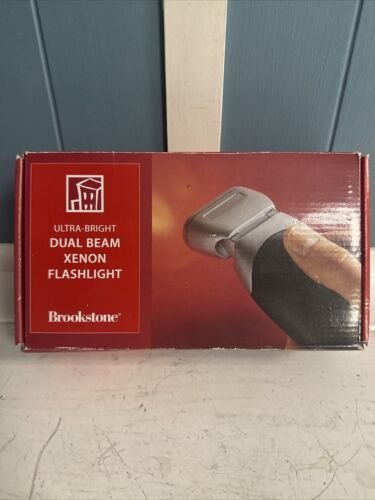 ULTRA-BRIGHT
DUAL BEAM
XENON
FLASHLIGHT
Brookstone®